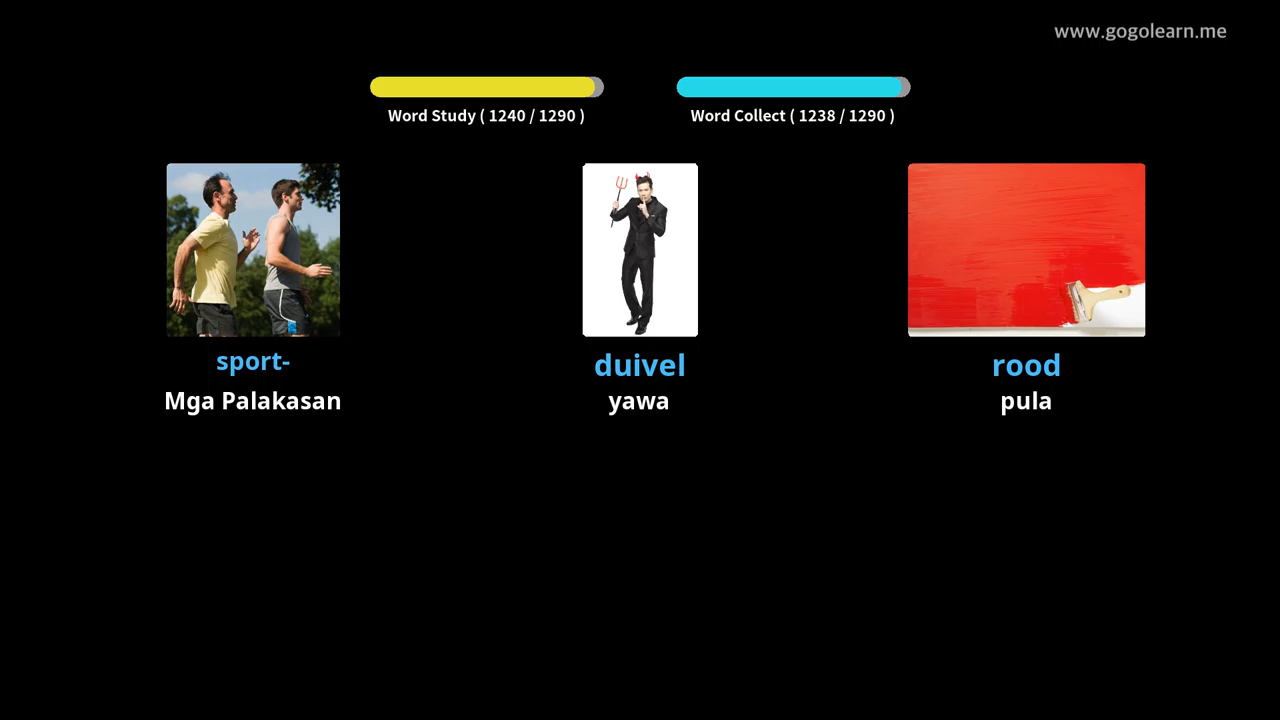 www.gogolearn.me
Word Study ( 1240 / 1290 )
Word Collect ( 1238 / 1290 )
sport-
Mga Palakasan
duivel
yawa
rood
pula